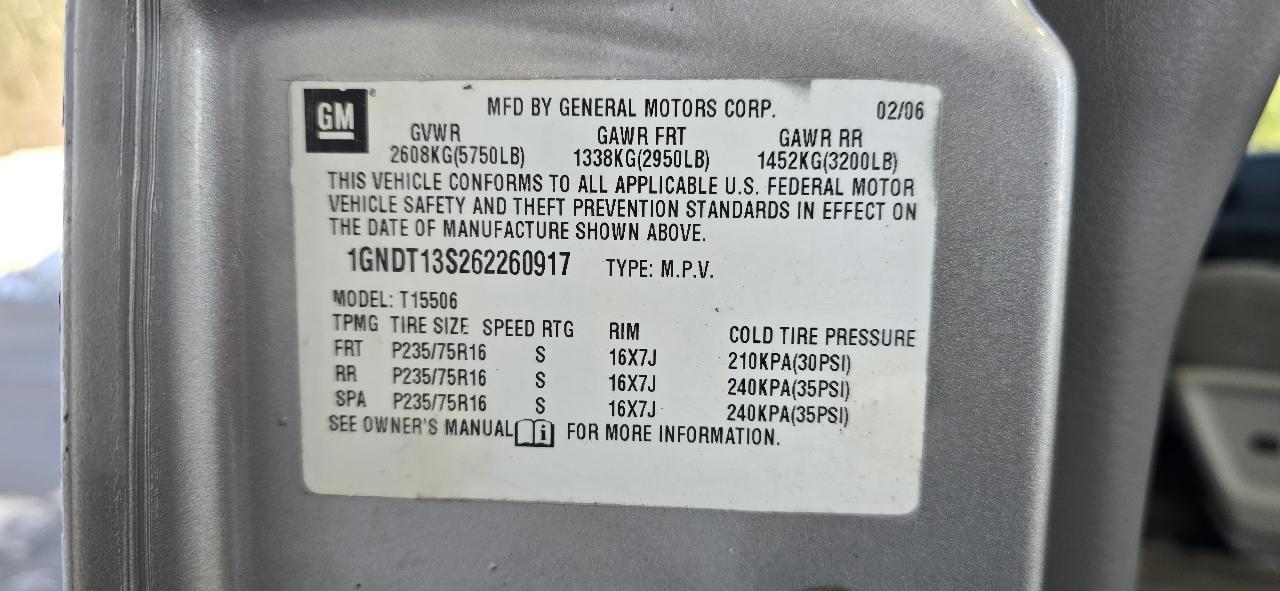 GM
MFD BY GENERAL MOTORS CORP. 02/06
GVWR GAWR FRT GAWR RR
2608KG(5750LB) 1338KG(2950LB) 1452KG(3200LB)
THIS VEHICLE CONFORMS TO ALL APPLICABLE U.S. FEDERAL MOTOR
VEHICLE SAFETY AND THEFT PREVENTION STANDARDS IN EFFECT ON
THE DATE OF MANUFACTURE SHOWN ABOVE.
1GNDT13S262260917 TYPE: M.P.V.
MODEL: T15506
TPMG TIRE SIZE SPEED RTG RIM COLD TIRE PRESSURE
FRT P235/75R16 S 16X7J 210KPA(30PSI)
RR P235/75R16 S 16X7J 240KPA(35PSI)
SPA P235/75R16 S 16X7J 240KPA(35PSI)
SEE OWNER'S MANUAL i FOR MORE INFORMATION.